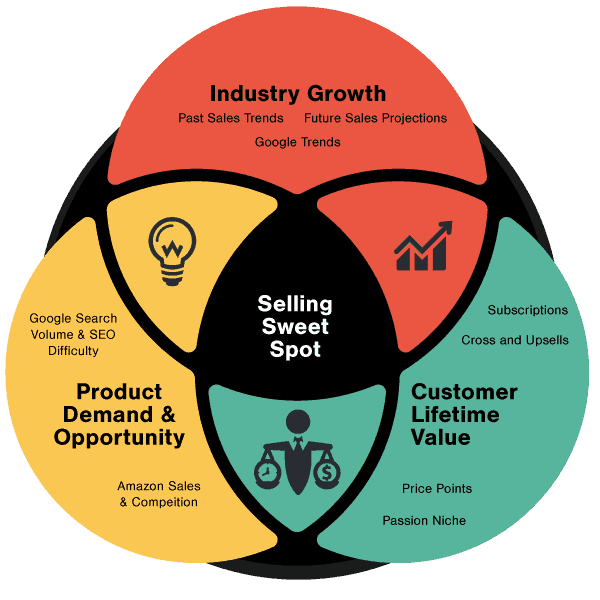 Industry Growth
Past Sales Trends
Future Sales Projections
Google Trends
Selling
Sweet
Spot
Google Search
Volume & SEO
Difficulty
Product
Demand &
Opportunity
Amazon Sales
& Compeition
Subscriptions
Cross and Upsells
Customer
Lifetime
Value
Price Points
Passion Niche
$